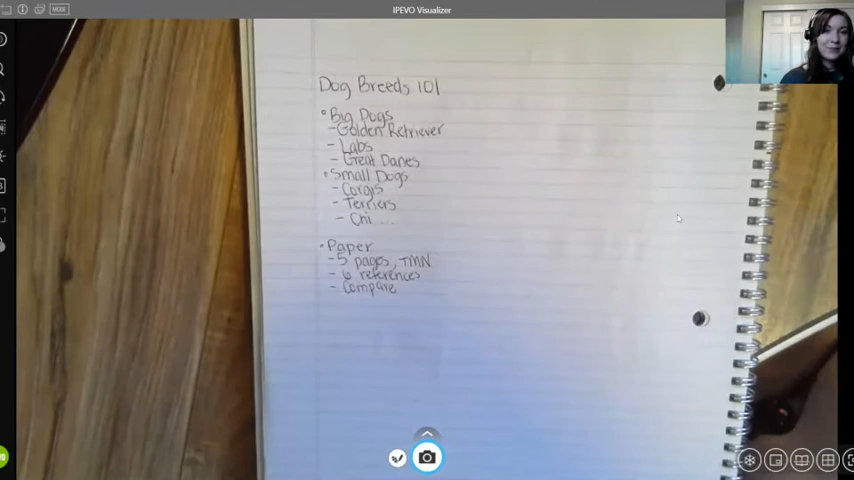 MODE
IPEVO Visualizer
Dog Breeds 101
• Big Dogs
- Golden Retriever
- Labs
- Great Danes
• Small Dogs
- Corgis
- Terriers
- Chi ...
• Paper
- 5 pages, TMN
- 6 references
- Compare